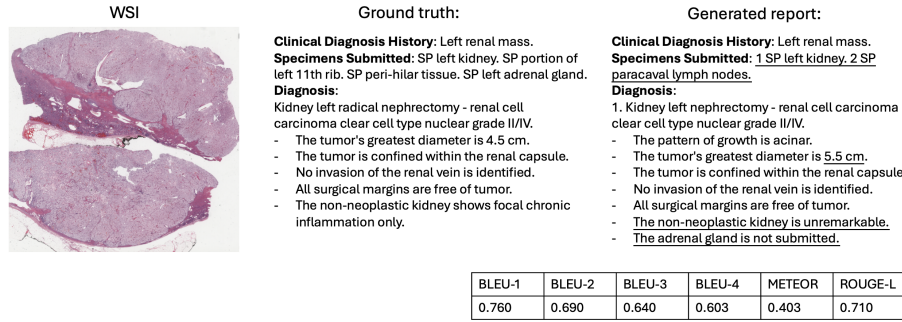 WSI
Ground truth:
Clinical Diagnosis History: Left renal mass.
Specimens Submitted: SP left kidney. SP portion of
left 11th rib. SP peri-hilar tissue. SP left adrenal gland.
Diagnosis:
Kidney left radical nephrectomy - renal cell
carcinoma clear cell type nuclear grade II/IV.
- The tumor's greatest diameter is 4.5 cm.
- The tumor is confined within the renal capsule.
- No invasion of the renal vein is identified.
- All surgical margins are free of tumor.
- The non-neoplastic kidney shows focal chronic
inflammation only.
Generated report:
Clinical Diagnosis History: Left renal mass.
Specimens Submitted: 1 SP left kidney. 2 SP
paracaval lymph nodes.
Diagnosis:
1. Kidney left nephrectomy - renal cell carcinoma
clear cell type nuclear grade II/IV.
- The pattern of growth is acinar.
- The tumor's greatest diameter is 5.5 cm.
- The tumor is confined within the renal capsule
- No invasion of the renal vein is identified.
- All surgical margins are free of tumor.
- The non-neoplastic kidney is unremarkable.
- The adrenal gland is not submitted.
BLEU-1 BLEU-2 BLEU-3 BLEU-4 METEOR ROUGE-L
0.760 0.690 0.640 0.603 0.403 0.710